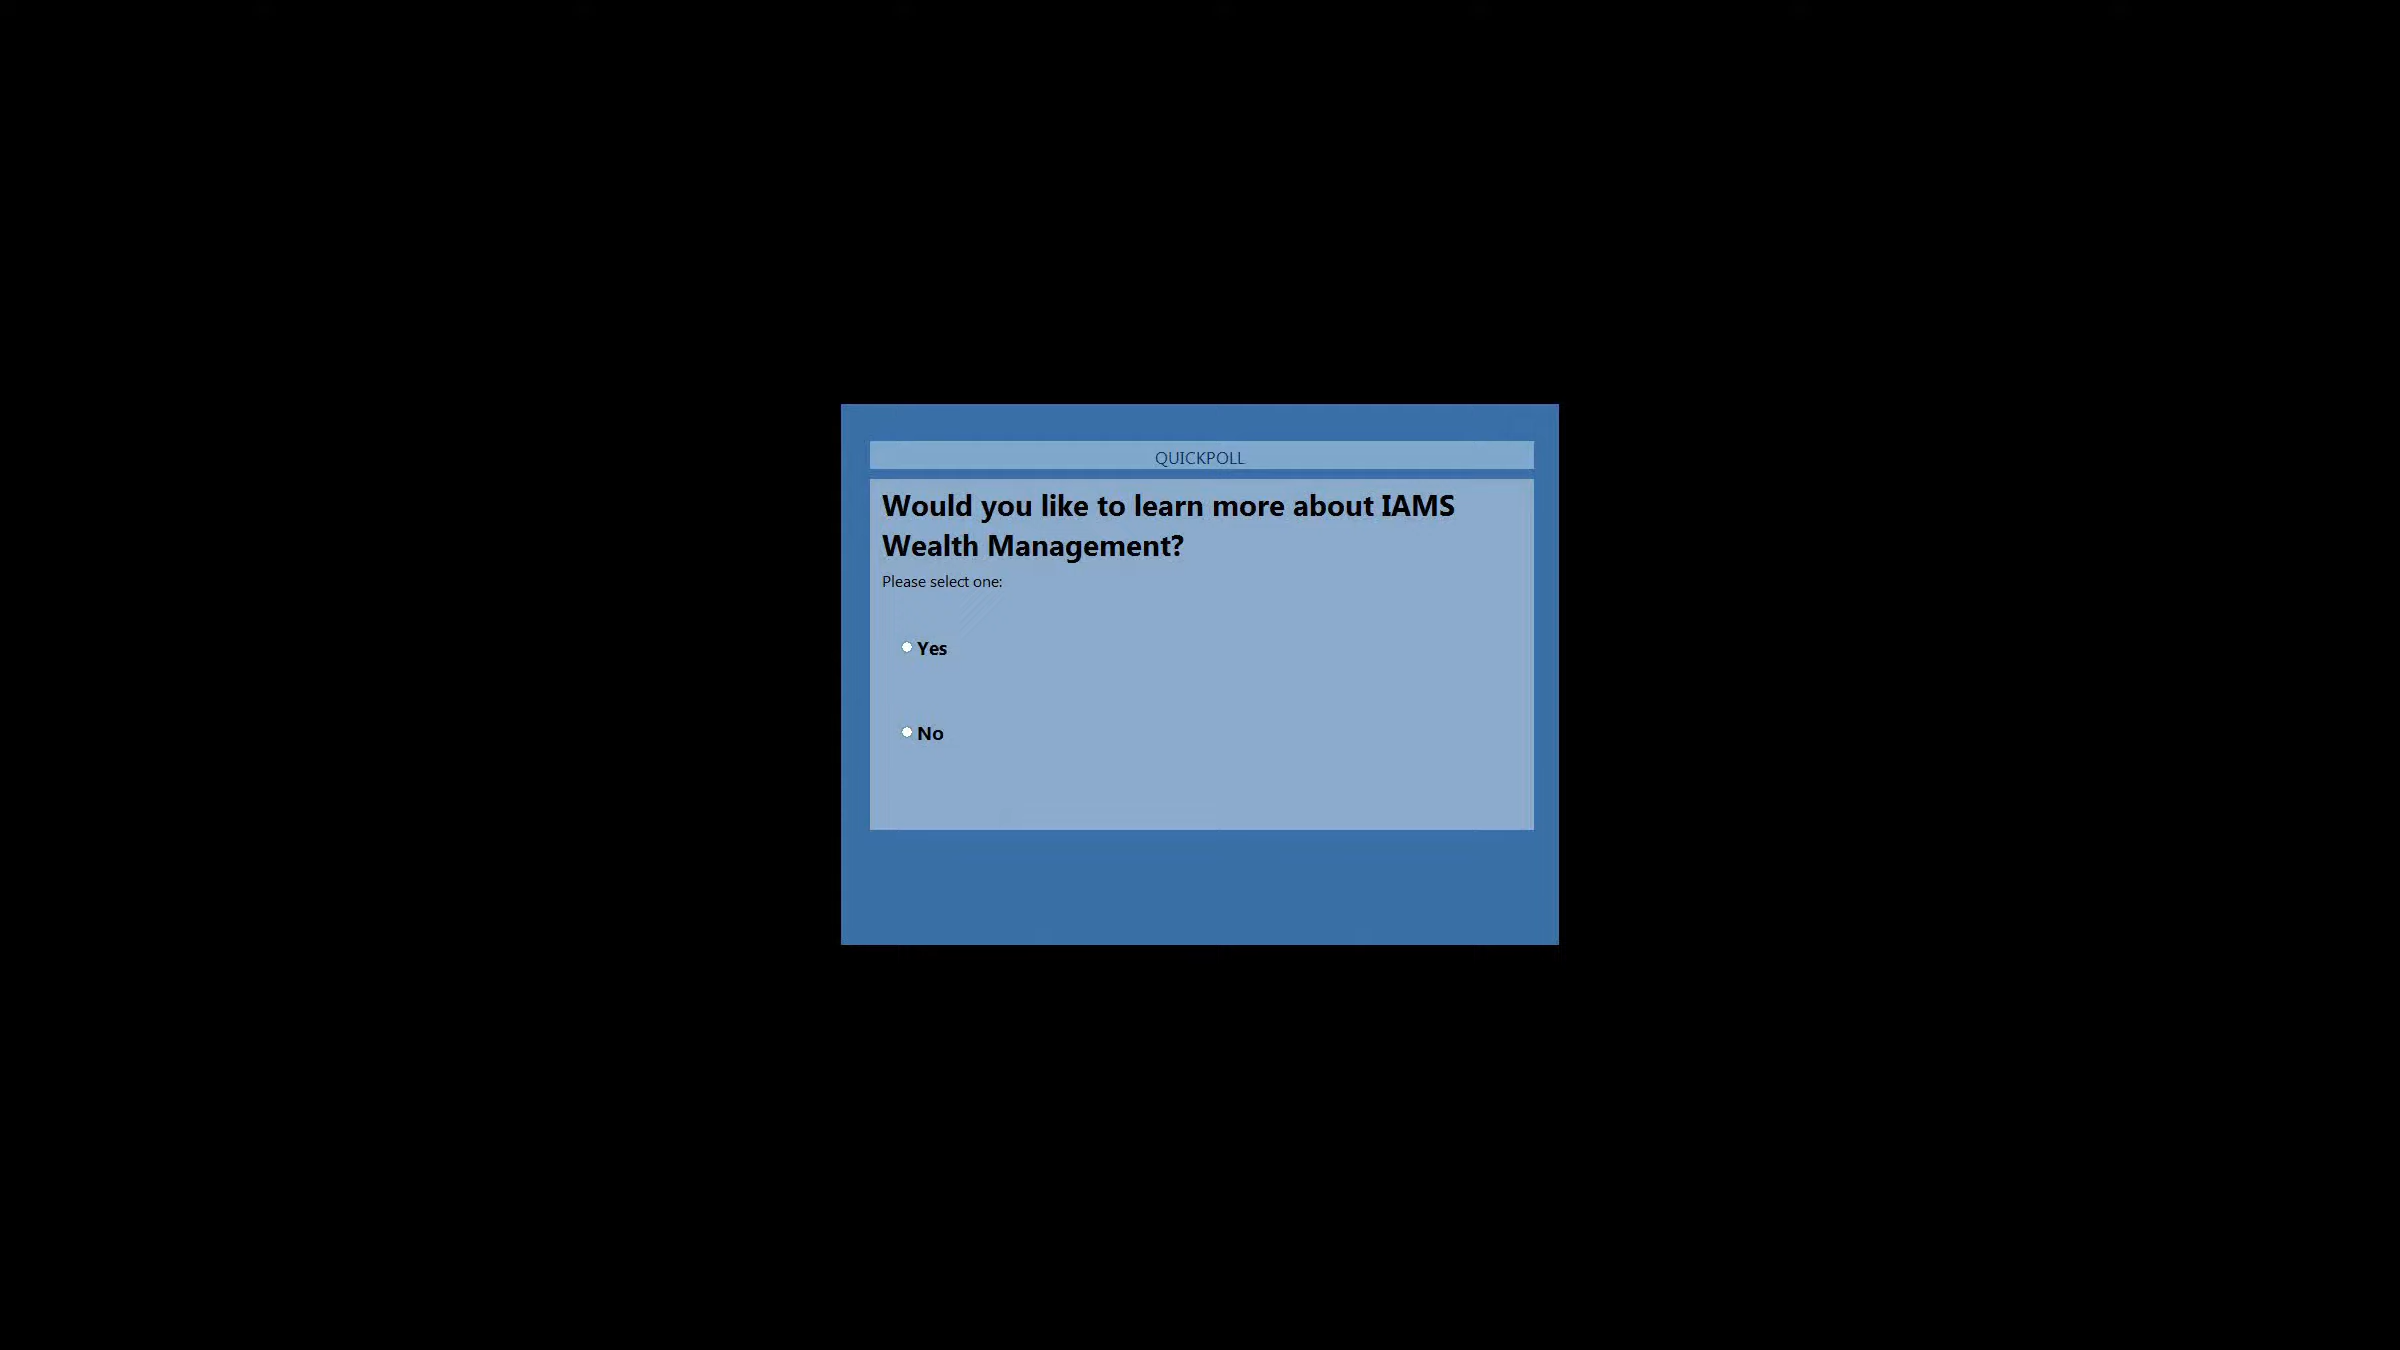 QUICKPOLL
Would you like to learn more about IAMS
Wealth Management?
Please select one:
Yes
No